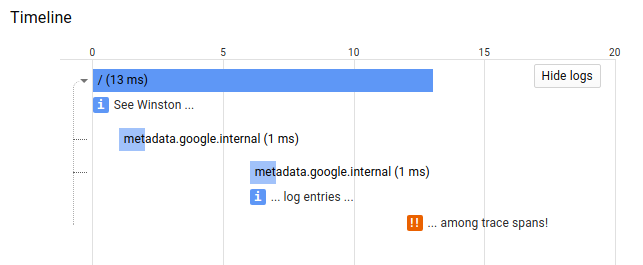 Timeline
0 5 10 15 20
/ (13 ms)
Hide logs
i See Winston ...
metadata.google.internal (1 ms)
metadata.google.internal (1 ms)
i ... log entries ...
!! ... among trace spans!